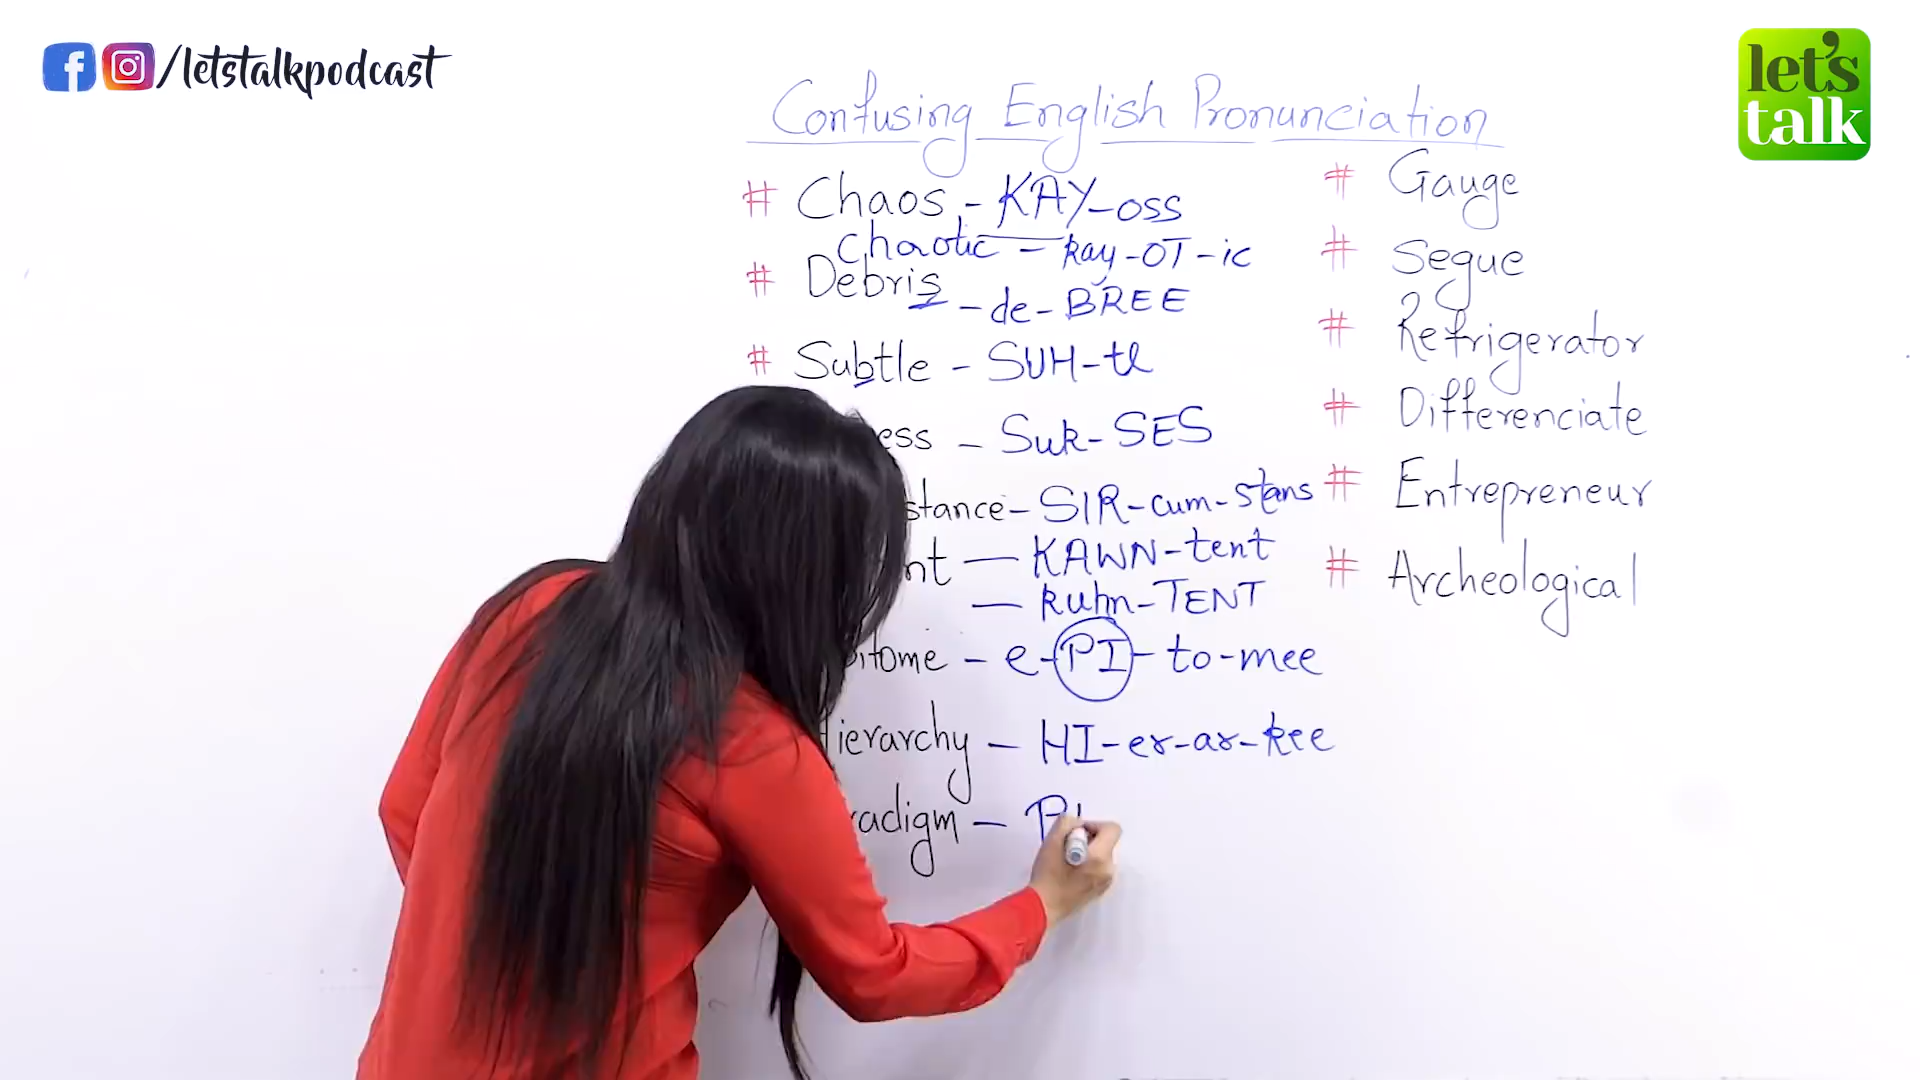 /letstalkpodcast
let's talk
Confusing English Pronunciation
# Chaos - KAY-oss
Chaotic - kay-OT-ic
# Debris - de-BREE
# Subtle - SUH-tl
ess - Suk-SES
stance - SIR-cum-stans
nt - KAWN-tent
- kuhn-TENT
itome - e-PI-to-mee
Hierarchy - HI-er-ar-kee
radigm - P
# Gauge
# Segue
# Refrigerator
# Differenciate
# Entrepreneur
# Archeological